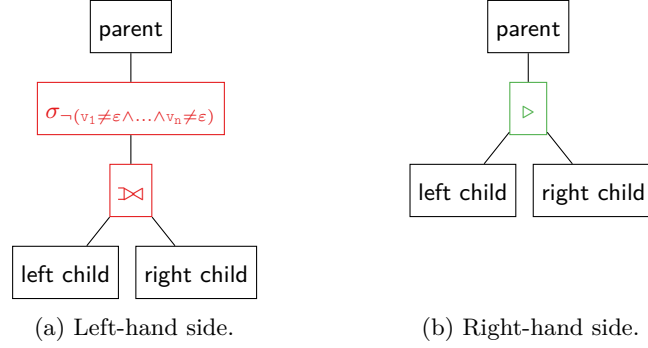 parent
parent
σ¬(v₁≠ε∧...∧vₙ≠ε)
▷
⟕
left child
right child
left child
right child
(a) Left-hand side.
(b) Right-hand side.